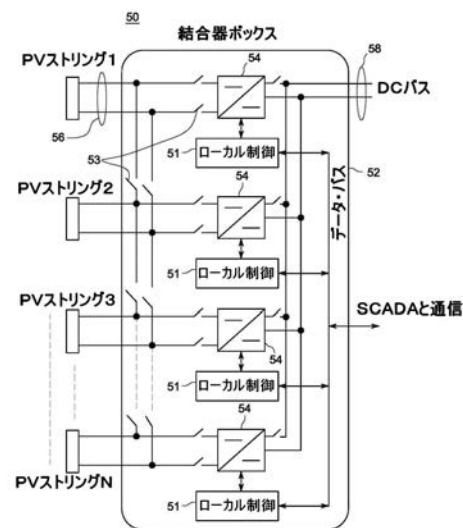 50
結合器ボックス
58
PVストリング1
54
DCバス
56
53
51 ローカル制御
52
データ・バス
PVストリング2
54
51 ローカル制御
PVストリング3
SCADAと通信
54
51 ローカル制御
54
PVストリングN
51 ローカル制御